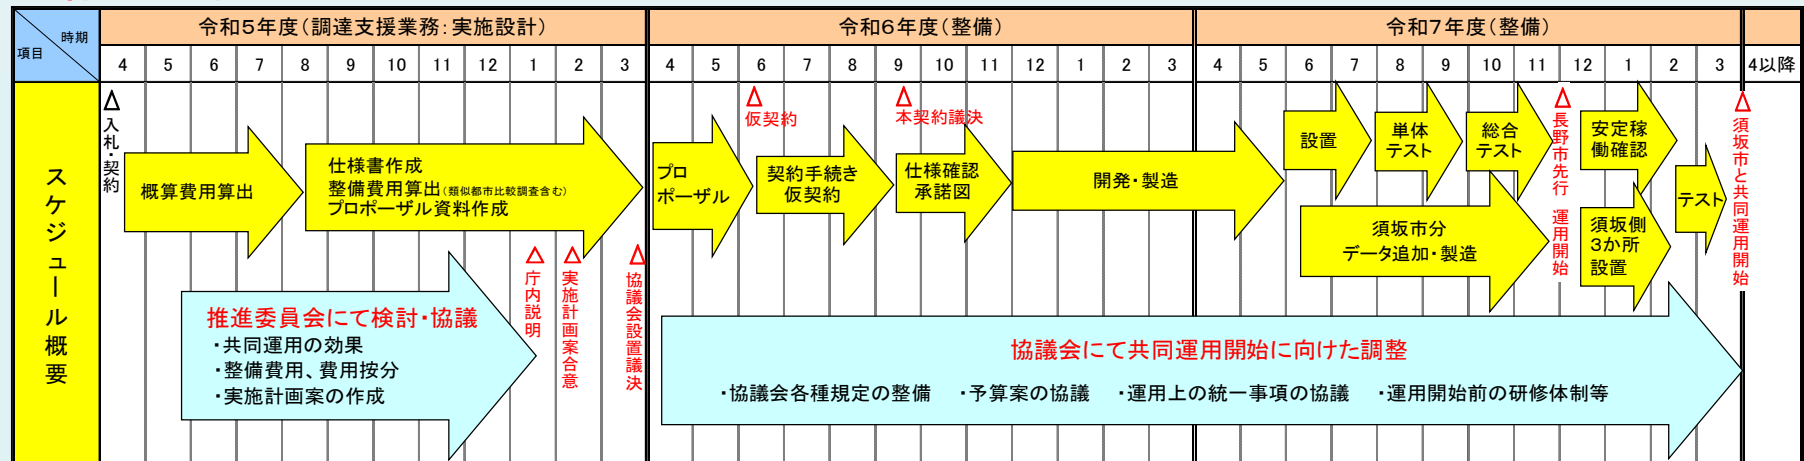 時期
項目
令和5年度(調達支援業務:実施設計)
令和6年度(整備)
令和7年度(整備)
4 5 6 7 8 9 10 11 12 1 2 3
4 5 6 7 8 9 10 11 12 1 2 3
4 5 6 7 8 9 10 11 12 1 2 3
4以降
スケジュール概要
△入札・契約
概算費用算出
仕様書作成
整備費用算出(類似都市比較調査含む)
プロポーザル資料作成
△庁内説明
△実施計画案合意
△協議会設置議決
推進委員会にて検討・協議
・共同運用の効果
・整備費用、費用按分
・実施計画案の作成
プロ
ポーザル
△
仮契約
契約手続き
仮契約
△
本契約議決
仕様確認
承諾図
開発・製造
設置
単体
テスト
総合
テスト
△長野市先行 運用開始
安定稼
働確認
須坂市分
データ追加・製造
須坂側
3か所
設置
テスト
△須坂市と共同運用開始
協議会にて共同運用開始に向けた調整
・協議会各種規定の整備 ・予算案の協議 ・運用上の統一事項の協議 ・運用開始前の研修体制等